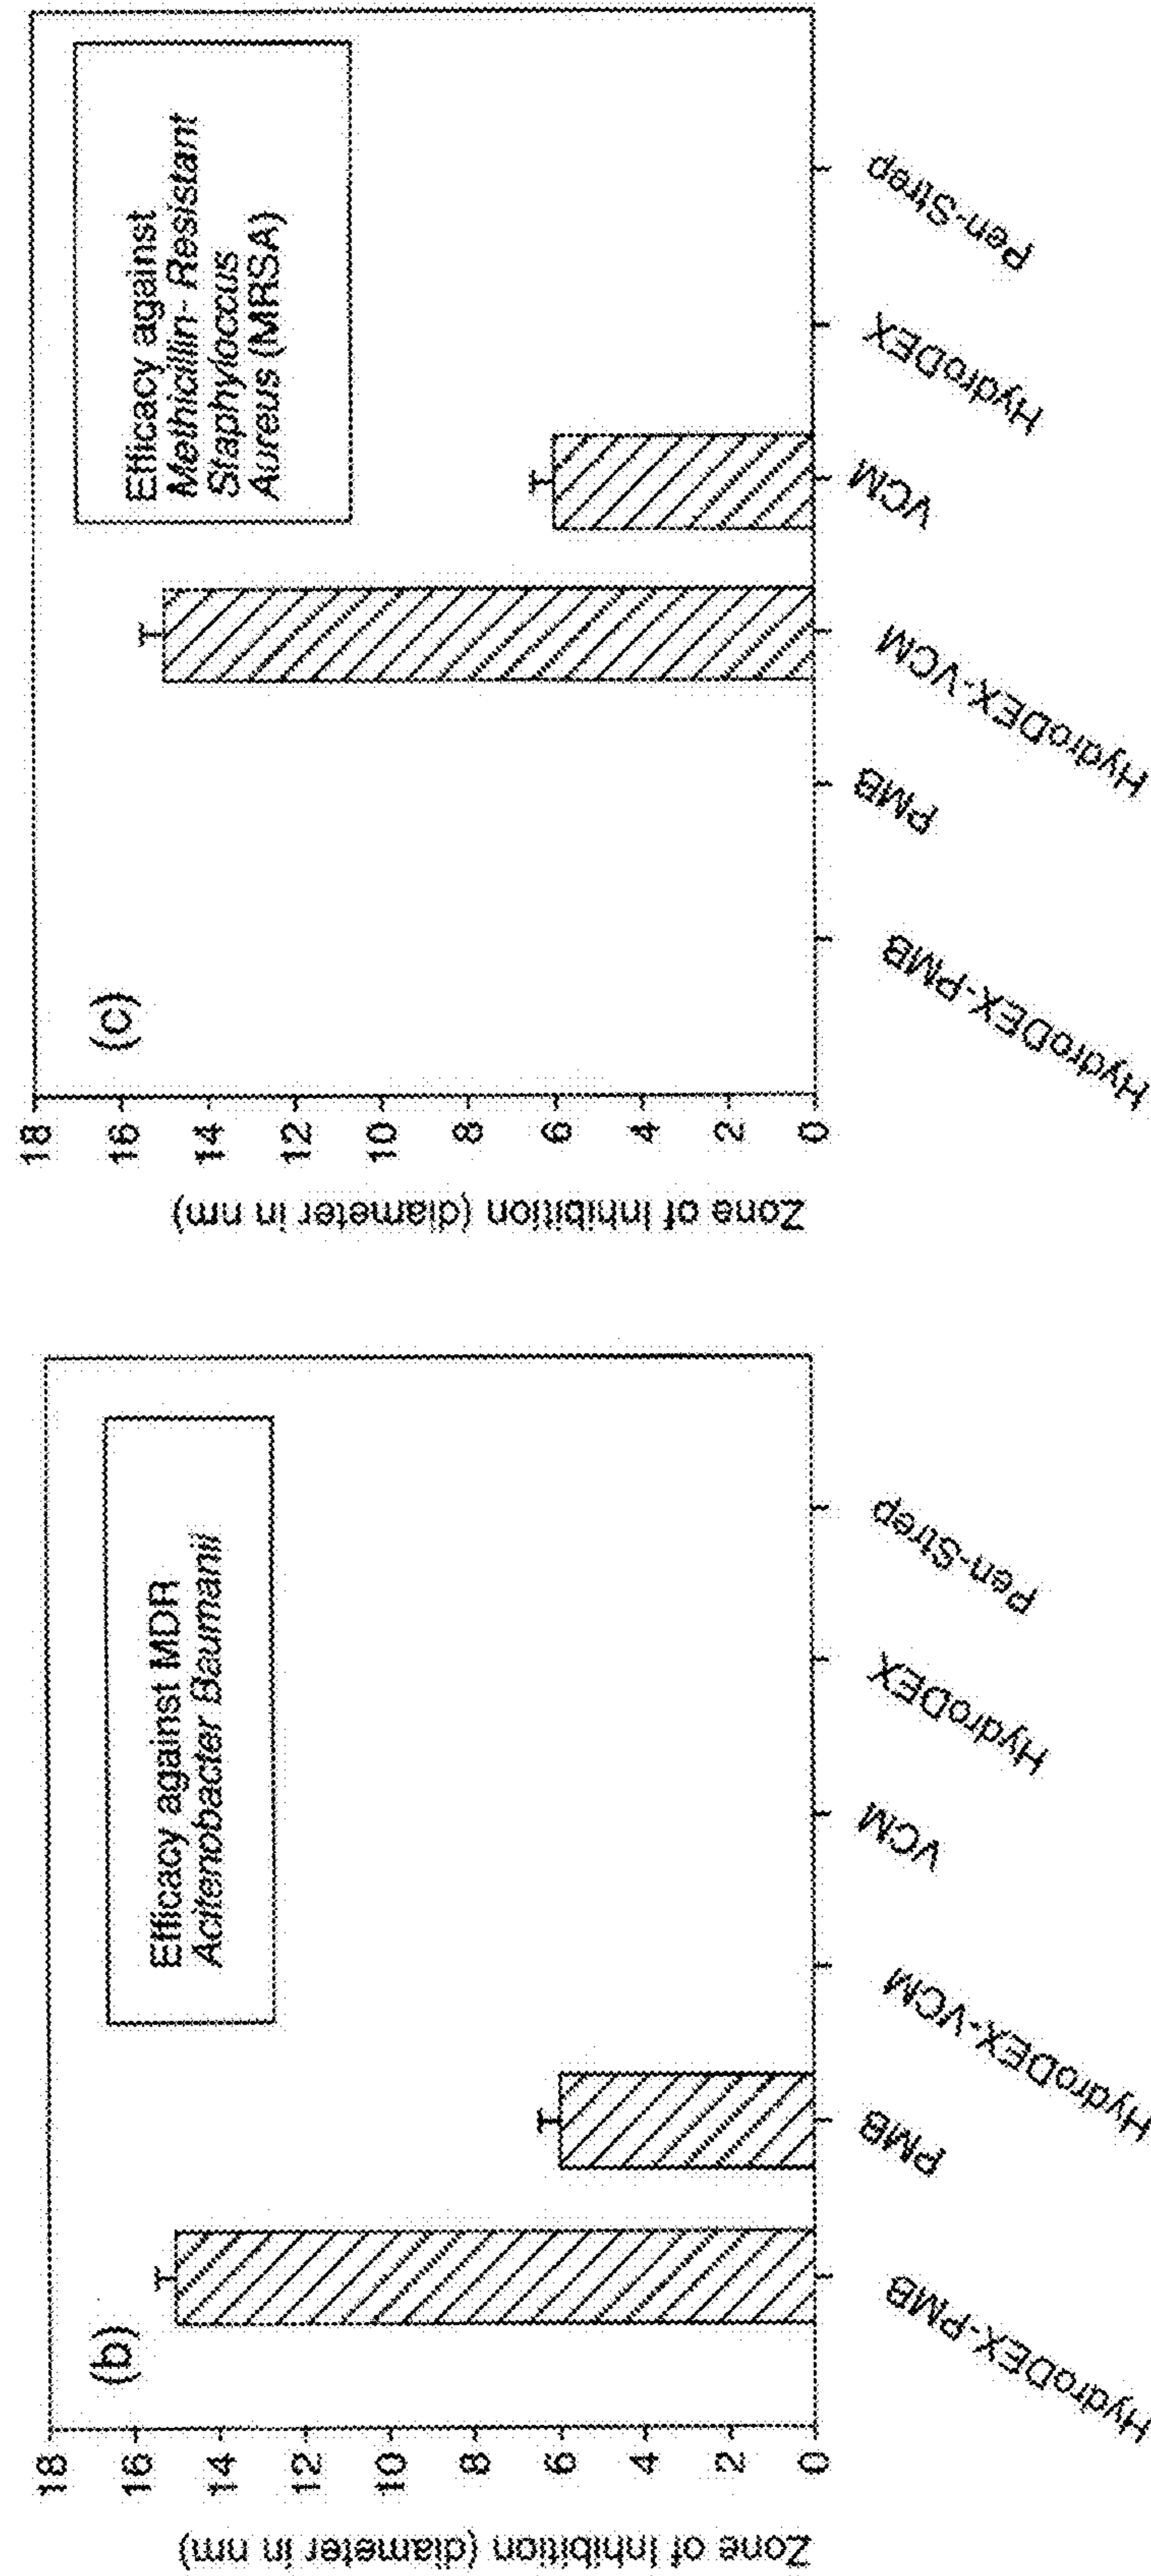 (b)
Efficacy against MDR
Acitenobacter Baumanii
Zone of Inhibition (diameter in nm)
18
16
14
12
10
8
6
4
2
0
HydroDEX-PMB
PMB
HydroDEX-VCM
VCM
HydroDEX
Pen-Strep
(c)
Efficacy against
Methicillin- Resistant
Staphyloccus
Aureus (MRSA)
Zone of Inhibition (diameter in nm)
18
16
14
12
10
8
6
4
2
0
HydroDEX-PMB
PMB
HydroDEX-VCM
VCM
HydroDEX
Pen-Strep